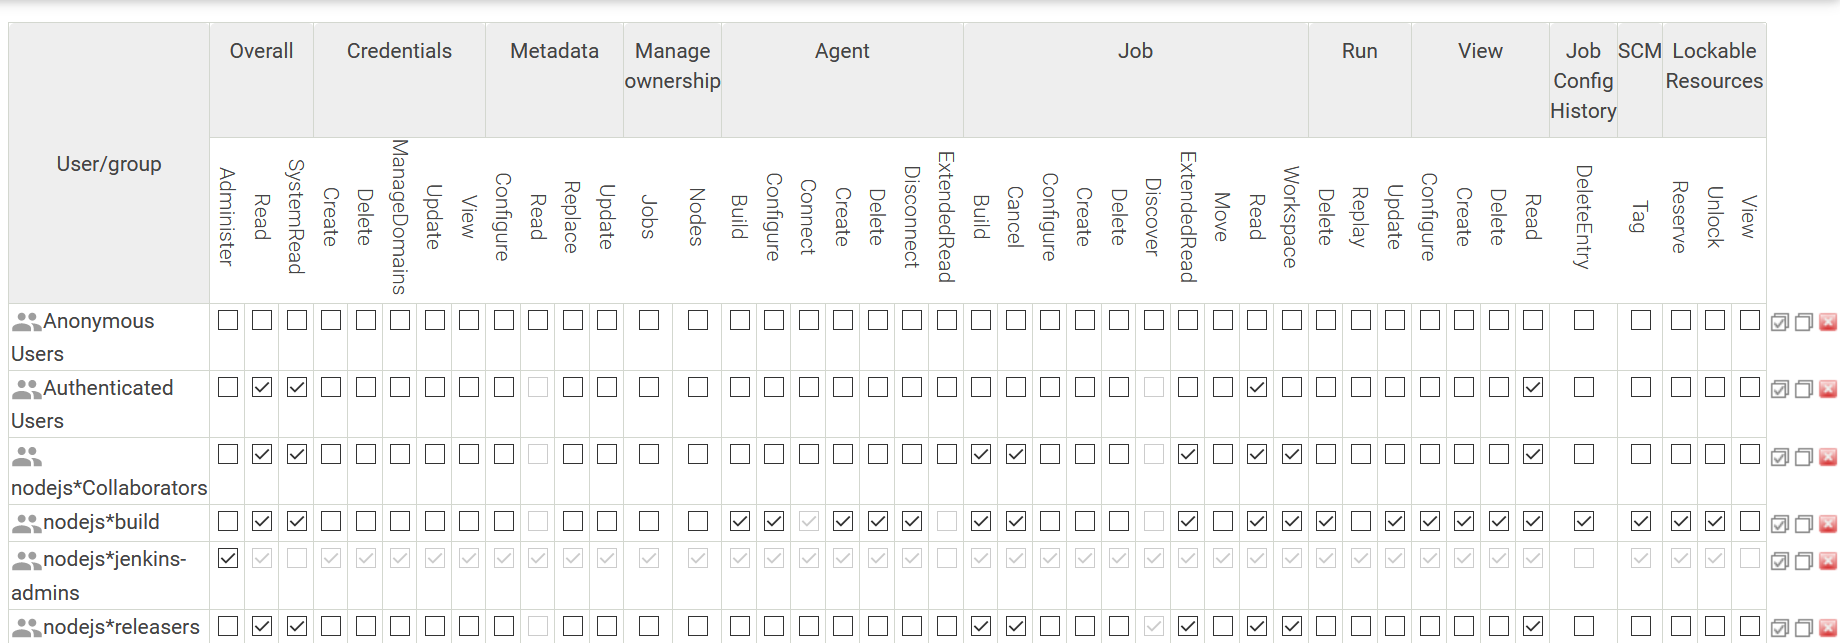 User/group
Overall
Credentials
Metadata
Manage
ownership
Agent
Job
Run
View
Job
Config
History
SCM
Lockable
Resources
Administer
Read
SystemRead
Create
Delete
ManageDomains
Update
View
Configure
Read
Replace
Update
Jobs
Nodes
Build
Configure
Connect
Create
Delete
Disconnect
ExtendedRead
Build
Cancel
Configure
Create
Delete
Discover
ExtendedRead
Move
Read
Workspace
Delete
Replay
Update
Configure
Create
Delete
Read
DeleteEntry
Tag
Reserve
Unlock
View
Anonymous
Users
Authenticated
Users
nodejs*Collaborators
nodejs*build
nodejs*jenkins-
admins
nodejs*releasers